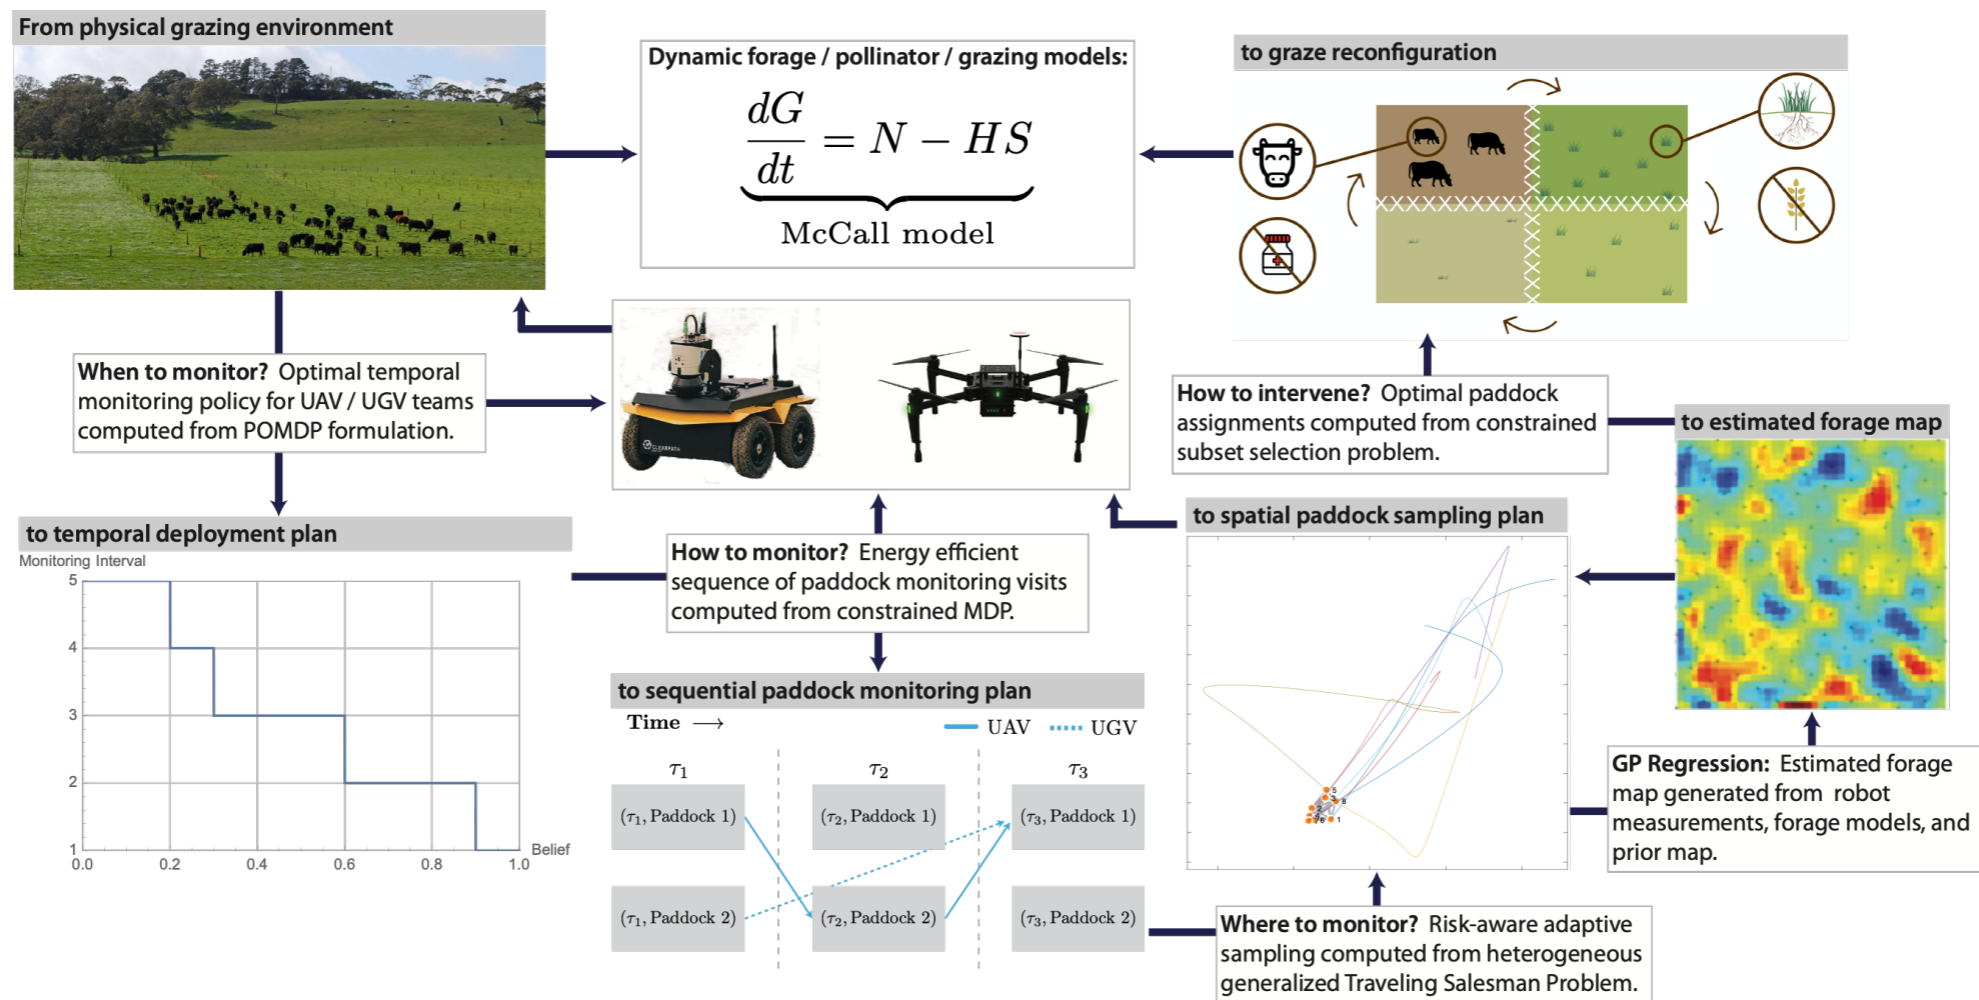 From physical grazing environment
Dynamic forage / pollinator / grazing models:
dG/dt = N − HS
McCall model
to graze reconfiguration
When to monitor? Optimal temporal
monitoring policy for UAV / UGV teams
computed from POMDP formulation.
CLEARPATH
How to intervene? Optimal paddock
assignments computed from constrained
subset selection problem.
to estimated forage map
to temporal deployment plan
Monitoring Interval
5
4
3
2
1
0.0 0.2 0.4 0.6 0.8 1.0
Belief
How to monitor? Energy efficient
sequence of paddock monitoring visits
computed from constrained MDP.
to spatial paddock sampling plan
5
3
8
2
6
1
to sequential paddock monitoring plan
Time → UAV UGV
τ1 τ2 τ3
(τ1, Paddock 1) (τ2, Paddock 1) (τ3, Paddock 1)
(τ1, Paddock 2) (τ2, Paddock 2) (τ3, Paddock 2)
GP Regression: Estimated forage
map generated from robot
measurements, forage models, and
prior map.
Where to monitor? Risk-aware adaptive
sampling computed from heterogeneous
generalized Traveling Salesman Problem.